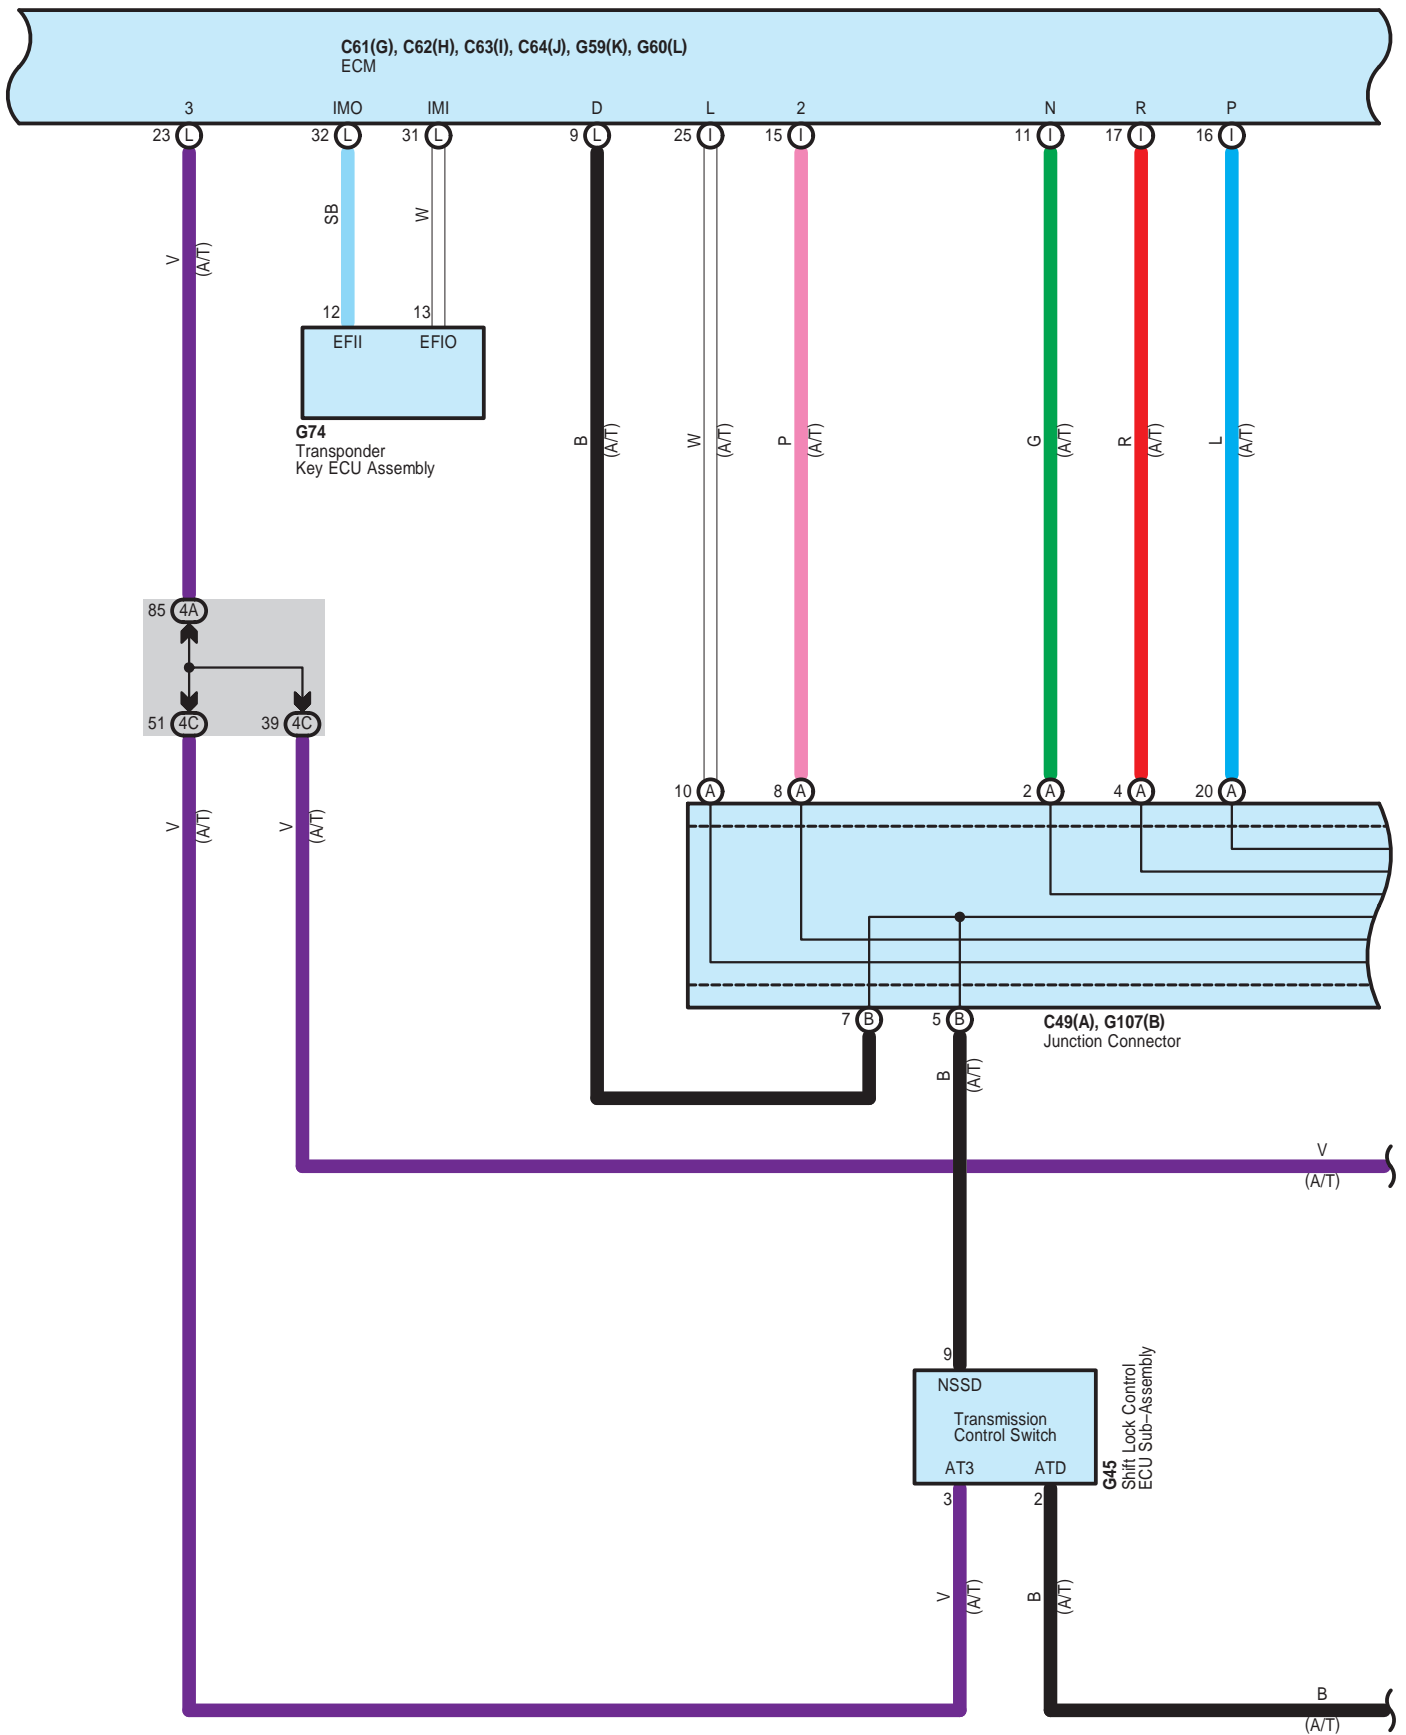 C61(G), C62(H), C63(I), C64(J), G59(K), G60(L)
ECM
3 IMO IMI D L 2 N R P
23 L 32 L 31 L 9 L 25 I 15 I 11 I 17 I 16 I
SB W
V (A/T)
12 13
EFII EFIO
G74
Transponder
Key ECU Assembly
B (A/T) W (A/T) P (A/T) G (A/T) R (A/T) L (A/T)
85 4A
51 4C 39 4C
10 A 8 A 2 A 4 A 20 A
V (A/T) V (A/T)
7 B 5 B
C49(A), G107(B)
Junction Connector
B (A/T)
V
(A/T)
9
NSSD
Transmission
Control Switch
AT3 ATD
G45
Shift Lock Control
ECU Sub–Assembly
3 2
V (A/T) B (A/T)
B
(A/T)